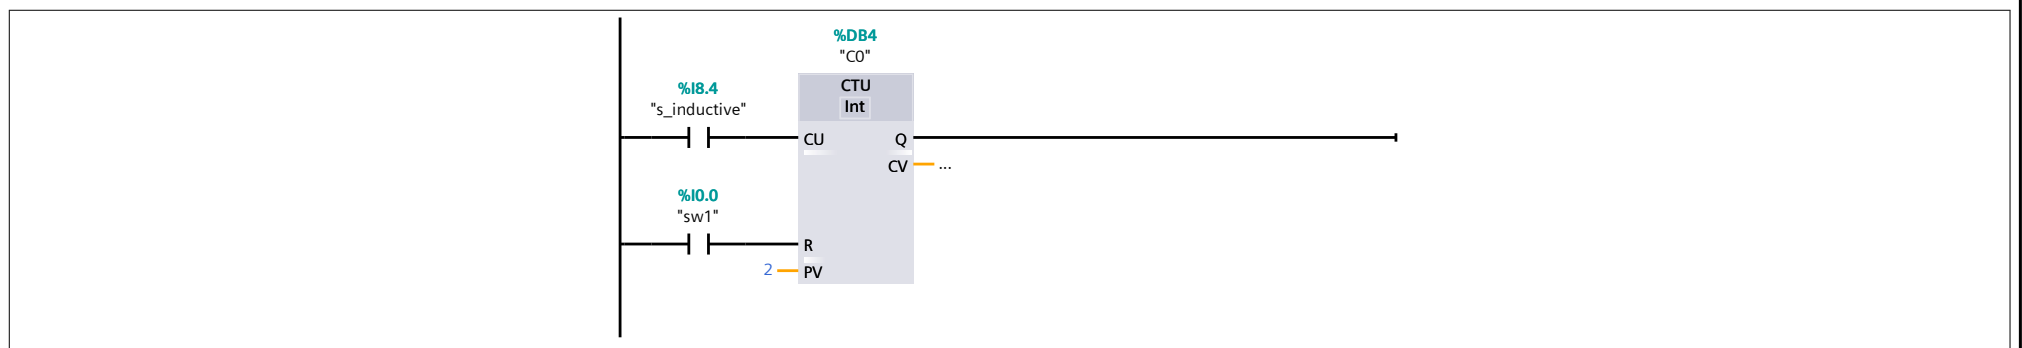 %DB4
"C0"
CTU
Int
%I8.4
"s_inductive"
CU
Q
CV
...
%I0.0
"sw1"
R
2
PV